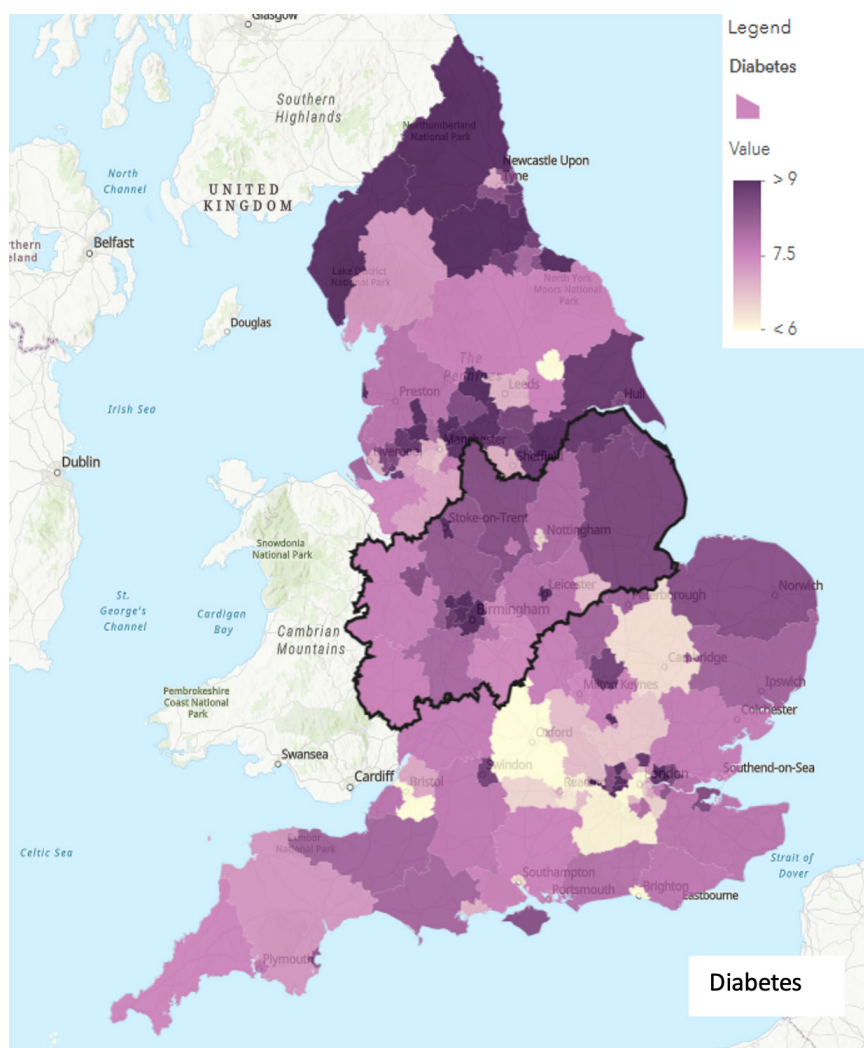 Glasgow
Legend
Diabetes
Value
> 9
7.5
< 6
Southern
Highlands
Northumberland
National Park
North
Channel
Newcastle Upon
Tyne
UNITED
KINGDOM
rthern
eland
Belfast
Lake District
National Park
North York
Moors National
Park
Douglas
The
Pennines
Leeds
Preston
Hull
Irish Sea
Manchester
Liverpool
Sheffield
Dublin
Stoke-on-Trent
Nottingham
Snowdonia
National Park
Leicester
Norwich
St.
George's
Channel
Cardigan
Bay
Peterborough
Birmingham
Cambrian
Mountains
Cambridge
Ipswich
Milton Keynes
Pembrokeshire
Coast National
Park
Colchester
Oxford
Swansea
Swindon
London
Southend-on-Sea
Cardiff
Bristol
Reading
Celtic Sea
Exmoor
National Park
Strait of
Dover
Southampton
Portsmouth
Brighton
Eastbourne
Plymouth
Diabetes